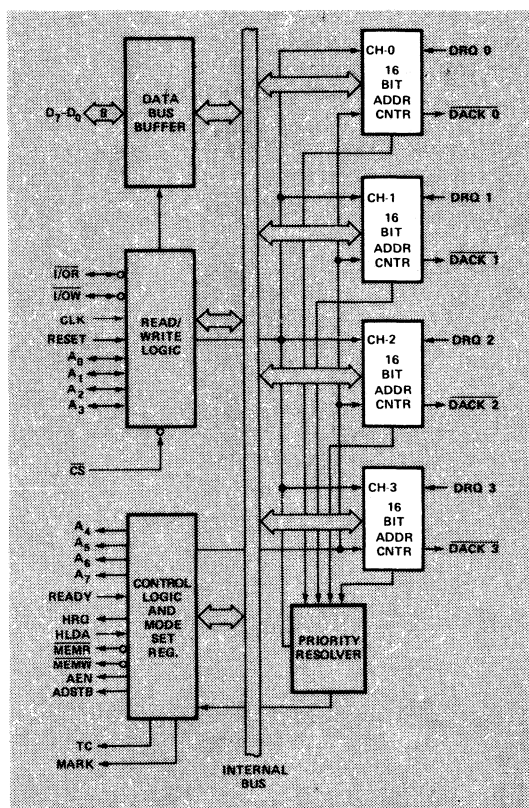 DATA
BUS
BUFFER
D7-D0
8
I/OR
I/OW
CLK
RESET
A0
A1
A2
A3
CS
READ/
WRITE
LOGIC
A4
A5
A6
A7
READY
HRQ
HLDA
MEMR
MEMW
AEN
ADSTB
TC
MARK
CONTROL
LOGIC
AND
MODE
SET
REG.
INTERNAL
BUS
CH-0
16
BIT
ADDR
CNTR
DRQ 0
DACK 0
CH-1
16
BIT
ADDR
CNTR
DRQ 1
DACK 1
CH-2
16
BIT
ADDR
CNTR
DRQ 2
DACK 2
CH-3
16
BIT
ADDR
CNTR
DRQ 3
DACK 3
PRIORITY
RESOLVER